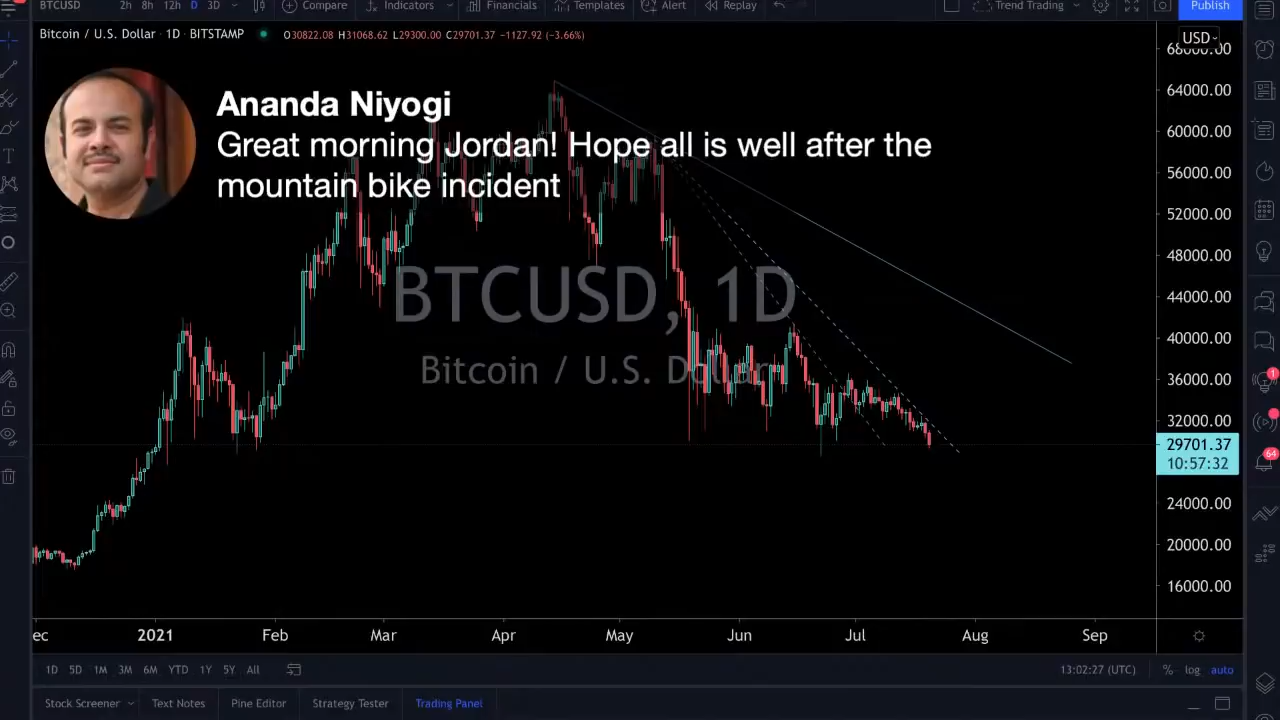 BTCUSD 2h 8h 12h D 3D Compare Indicators Financials Templates Alert Replay Trend Trading Publish
Bitcoin / U.S. Dollar · 1D · BITSTAMP O30822.08 H31068.62 L29300.00 C29701.37 −1127.92 (−3.66%)
USD
68000.00
Ananda Niyogi
Great morning Jordan! Hope all is well after the
mountain bike incident
64000.00
60000.00
56000.00
52000.00
48000.00
44000.00
40000.00
36000.00
32000.00
29701.37
10:57:32
24000.00
20000.00
16000.00
BTCUSD, 1D
Bitcoin / U.S. Dollar
1
64
2021 Feb Mar Apr May Jun Jul Aug Sep
1D 5D 1M 3M 6M YTD 1Y 5Y All 13:02:27 (UTC) % log auto
Stock Screener Text Notes Pine Editor Strategy Tester Trading Panel